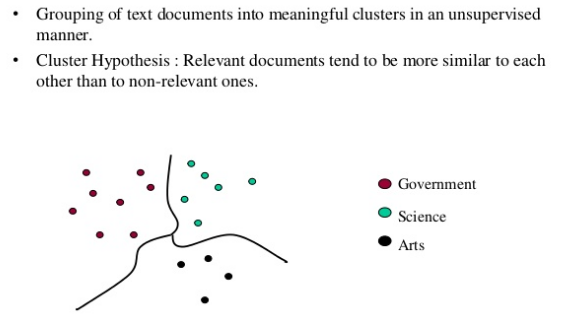 • Grouping of text documents into meaningful clusters in an unsupervised
manner.
• Cluster Hypothesis : Relevant documents tend to be more similar to each
other than to non-relevant ones.
Government
Science
Arts